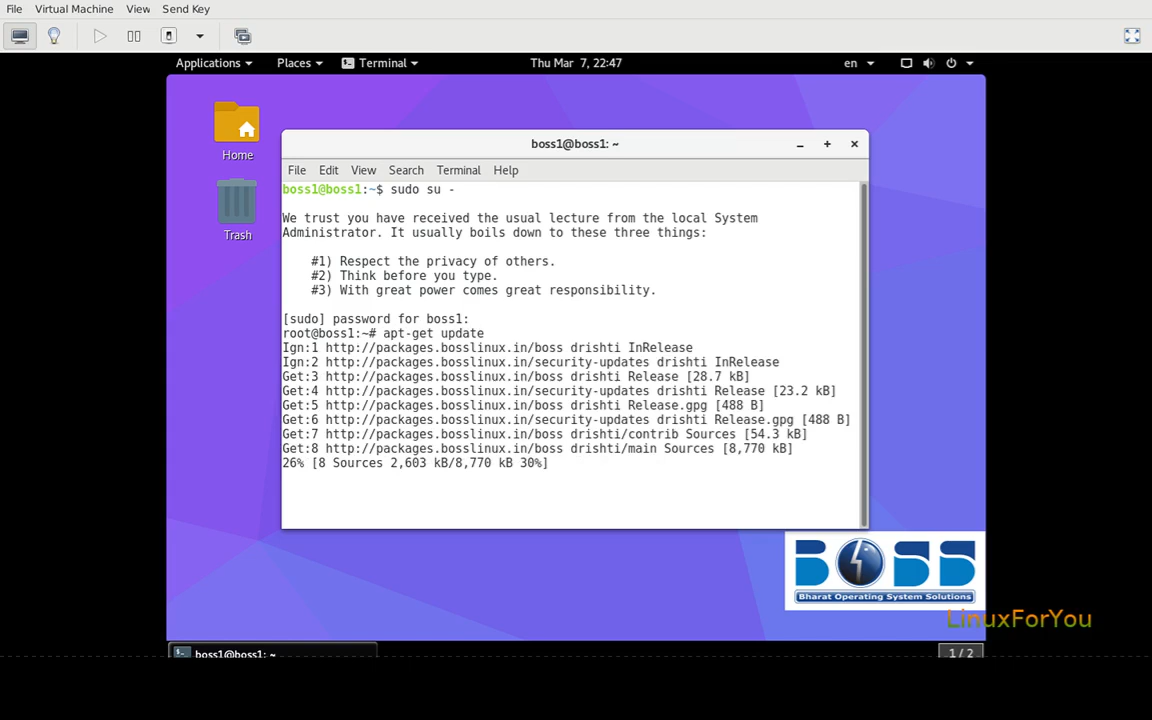 File Virtual Machine View Send Key
Applications Places Terminal Thu Mar 7, 22:47 en
Home
Trash
boss1@boss1: ~
File Edit View Search Terminal Help
boss1@boss1:~$ sudo su -
We trust you have received the usual lecture from the local System
Administrator. It usually boils down to these three things:
#1) Respect the privacy of others.
#2) Think before you type.
#3) With great power comes great responsibility.
[sudo] password for boss1:
root@boss1:~# apt-get update
Ign:1 http://packages.bosslinux.in/boss drishti InRelease
Ign:2 http://packages.bosslinux.in/security-updates drishti InRelease
Get:3 http://packages.bosslinux.in/boss drishti Release [28.7 kB]
Get:4 http://packages.bosslinux.in/security-updates drishti Release [23.2 kB]
Get:5 http://packages.bosslinux.in/boss drishti Release.gpg [488 B]
Get:6 http://packages.bosslinux.in/security-updates drishti Release.gpg [488 B]
Get:7 http://packages.bosslinux.in/boss drishti/contrib Sources [54.3 kB]
Get:8 http://packages.bosslinux.in/boss drishti/main Sources [8,770 kB]
26% [8 Sources 2,603 kB/8,770 kB 30%]
BOSS
Bharat Operating System Solutions
LinuxForYou
boss1@boss1: ~ 1 / 2